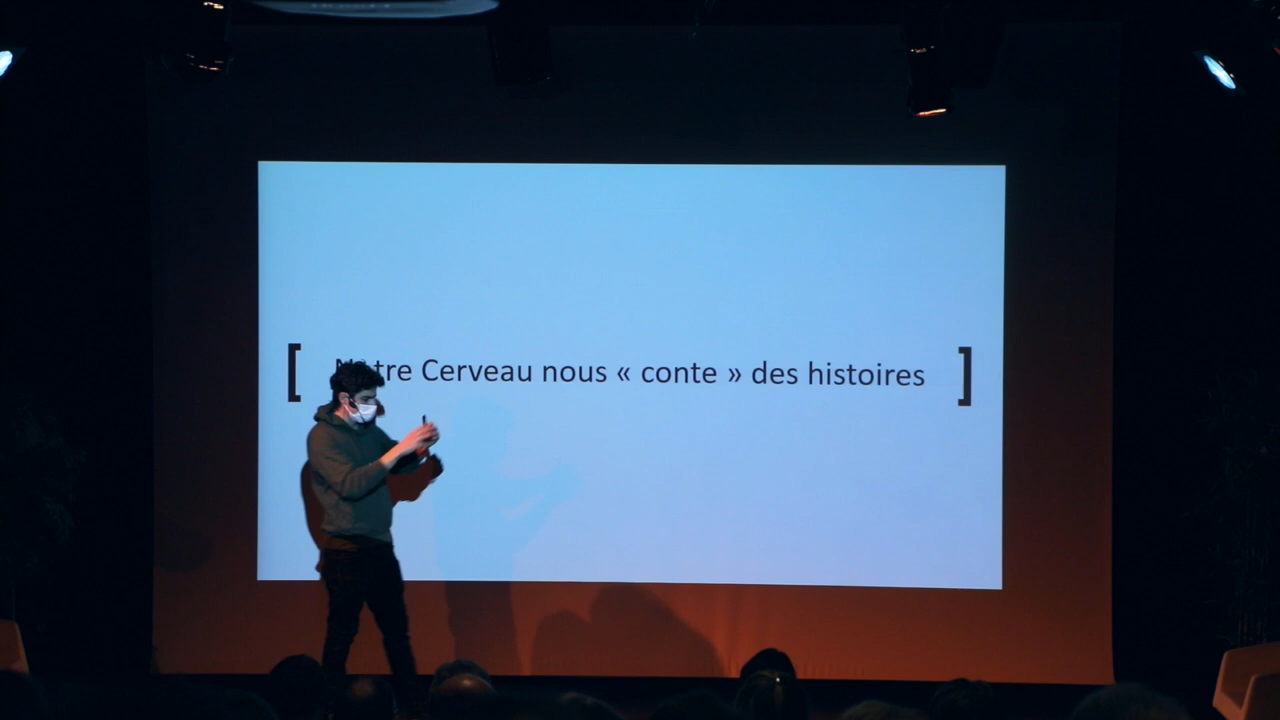 [ Cerveau nous « conte » des histoires ]